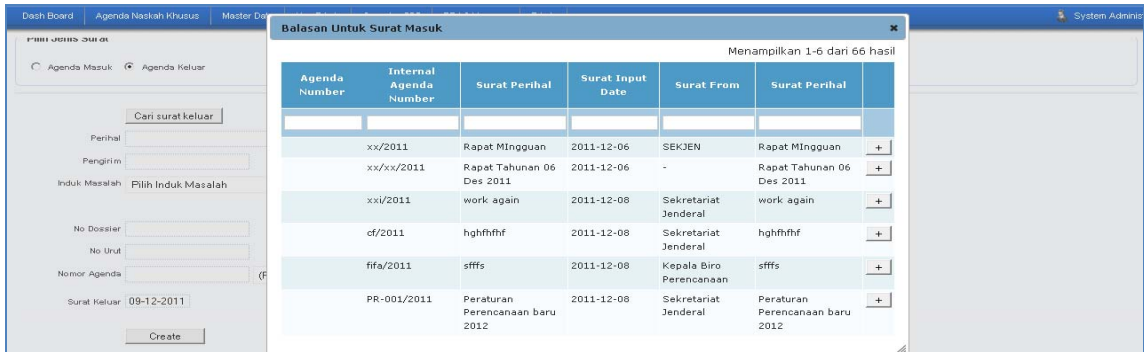 Dash Board Agenda Naskah Khusus Master Da
System Adminis
Balasan Untuk Surat Masuk
Menampilkan 1-6 dari 66 hasil
Pilih Jenis Surat
Agenda Masuk Agenda Keluar
Cari surat keluar
Perihal
Pengirim
Induk Masalah Pilih Induk Masalah
No Dossier
No Urut
Nomor Agenda (F
Surat Keluar 09-12-2011
Create
Agenda Number
Internal Agenda Number
Surat Perihal
Surat Input Date
Surat From
Surat Perihal
xx/2011 Rapat MIngguan 2011-12-06 SEKJEN Rapat MIngguan +
xx/xx/2011 Rapat Tahunan 06 2011-12-06 - Rapat Tahunan 06 +
Des 2011 Des 2011
xxi/2011 work again 2011-12-08 Sekretariat work again +
Jenderal
cf/2011 hghfhfhf 2011-12-08 Sekretariat hghfhfhf +
Jenderal
fifa/2011 sfffs 2011-12-08 Kepala Biro sfffs +
Perencanaan
PR-001/2011 Peraturan 2011-12-08 Sekretariat Peraturan +
Perencanaan baru Jenderal Perencanaan baru
2012 2012